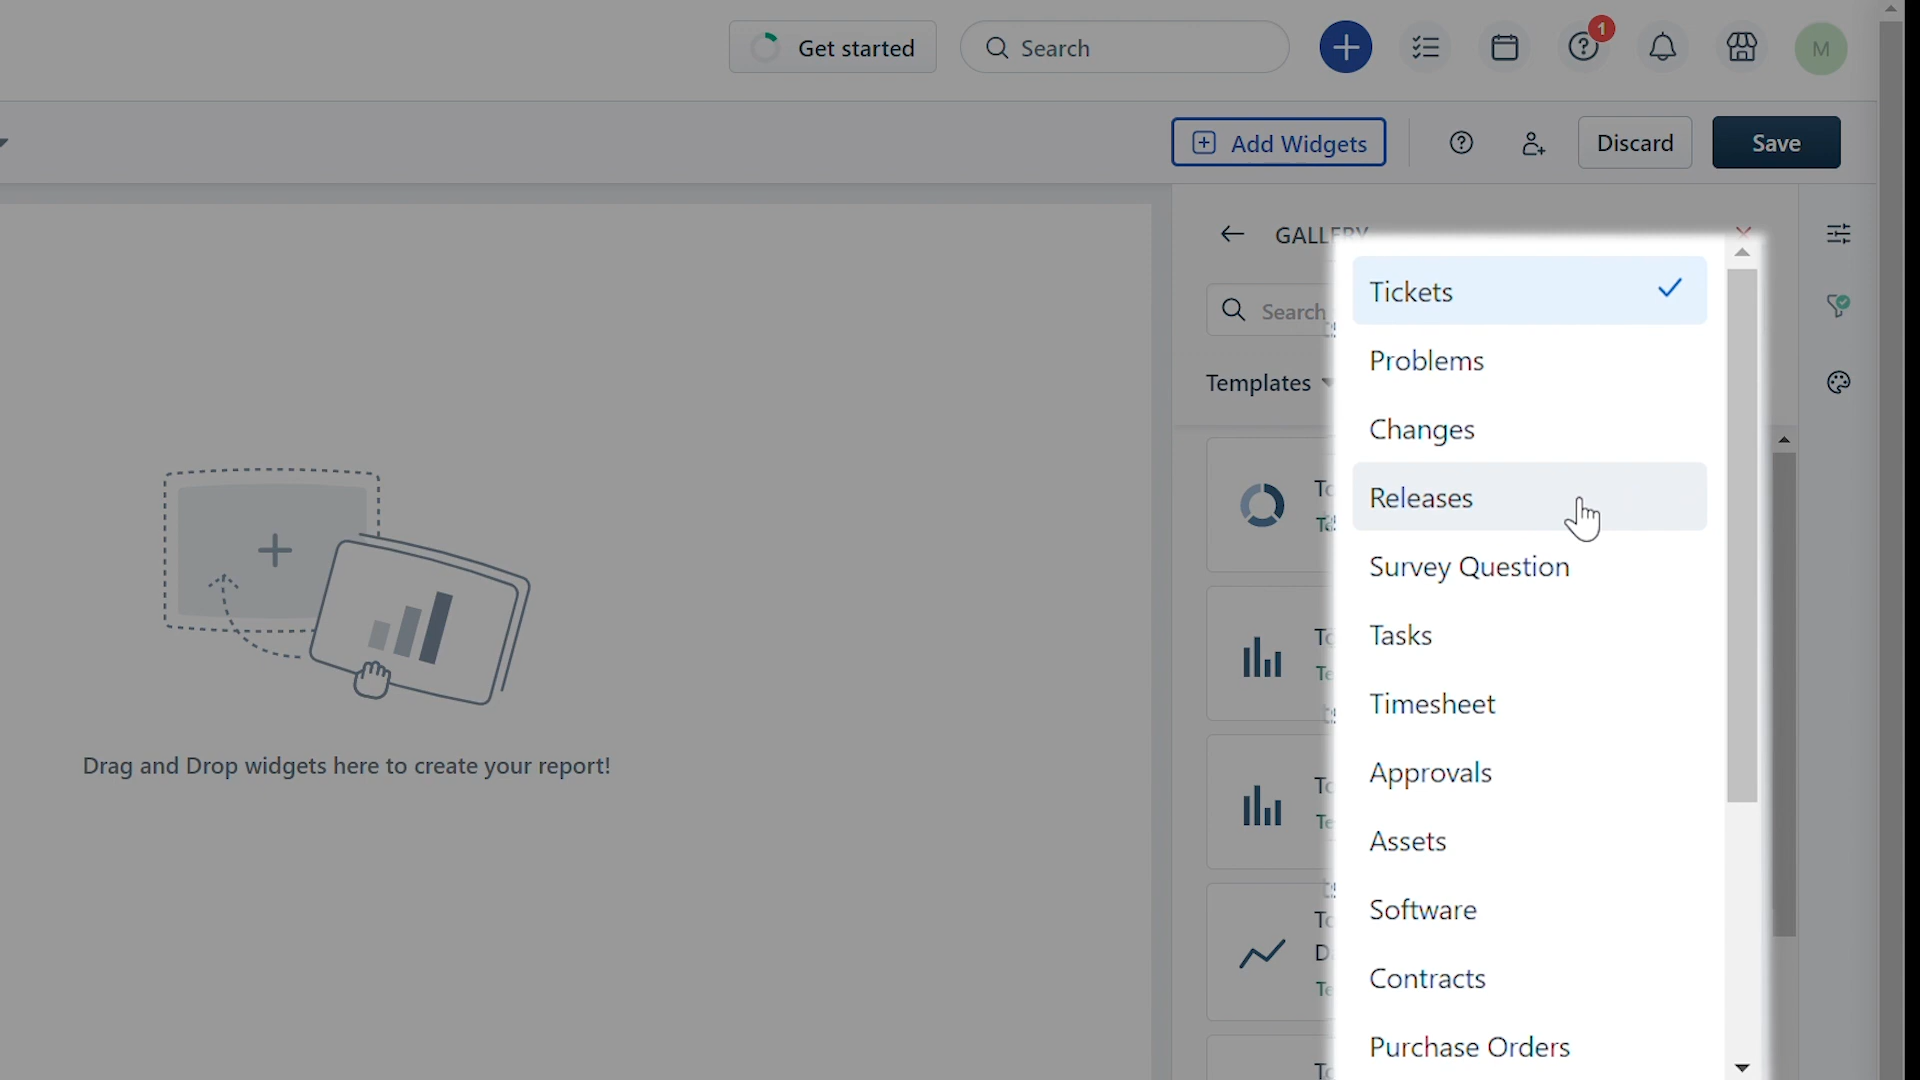 Get started
Search
1
M
Add Widgets
Discard
Save
GALLERY
Search
Templates
Tickets
Problems
Changes
Releases
Survey Question
Tasks
Timesheet
Approvals
Assets
Software
Contracts
Purchase Orders
Drag and Drop widgets here to create your report!